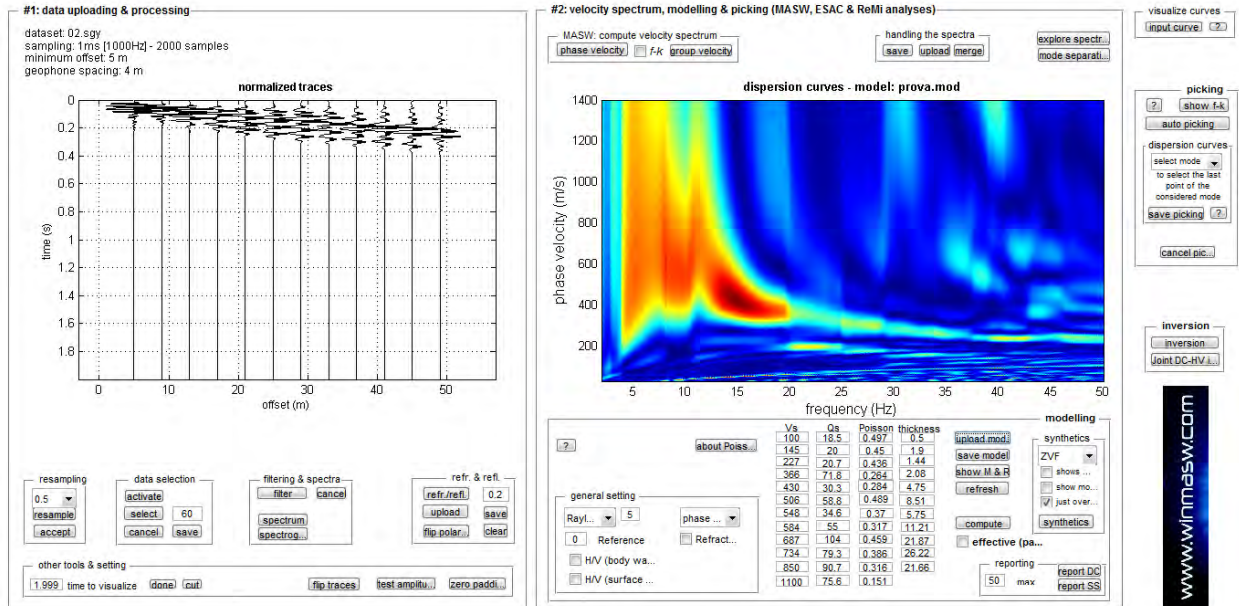 #1: data uploading & processing
dataset: 02.sgy
sampling: 1ms [1000Hz] - 2000 samples
minimum offset: 5 m
geophone spacing: 4 m
normalized traces
0
0.2
0.4
0.6
0.8
1
1.2
1.4
1.6
1.8
time (s)
0 10 20 30 40 50
offset (m)
resampling
0.5
resample
accept
data selection
activate
select 60
cancel save
filtering & spectra
filter cancel
spectrum
spectrog...
refr. & refl.
refr./refl. 0.2
upload save
flip polar... clear
other tools & setting
1.999 time to visualize done cut flip traces test amplitu... zero paddi...
#2: velocity spectrum, modelling & picking (MASW, ESAC & ReMi analyses)
MASW: compute velocity spectrum
phase velocity f-k group velocity
handling the spectra
save upload merge
explore spectr...
mode separati...
dispersion curves - model: prova.mod
1400
1200
1000
800
600
400
200
phase velocity (m/s)
5 10 15 20 25 30 35 40 45 50
frequency (Hz)
modelling
? about Poiss...
general setting
Rayl... 5 phase ...
0 Reference Refract...
H/V (body wa...
H/V (surface ...
Vs Qs Poisson thickness
100 18.5 0.497 0.5
145 20 0.45 1.9
227 20.7 0.436 1.44
366 71.8 0.264 2.08
430 30.3 0.284 4.75
506 58.8 0.489 8.51
548 34.6 0.37 5.75
584 55 0.317 11.21
687 104 0.459 21.87
734 79.3 0.386 26.22
850 90.7 0.316 21.66
1100 75.6 0.151
upload mod.
save model
show M & R
refresh
compute
effective (pa...
synthetics
ZVF
shows ...
show mo...
just over...
synthetics
reporting
50 max report DC
report SS
visualize curves
input curve ?
picking
? show f-k
auto picking
dispersion curves
select mode
to select the last
point of the
considered mode
save picking ?
cancel pic...
inversion
inversion
Joint DC-HV i...
www.winmasw.com